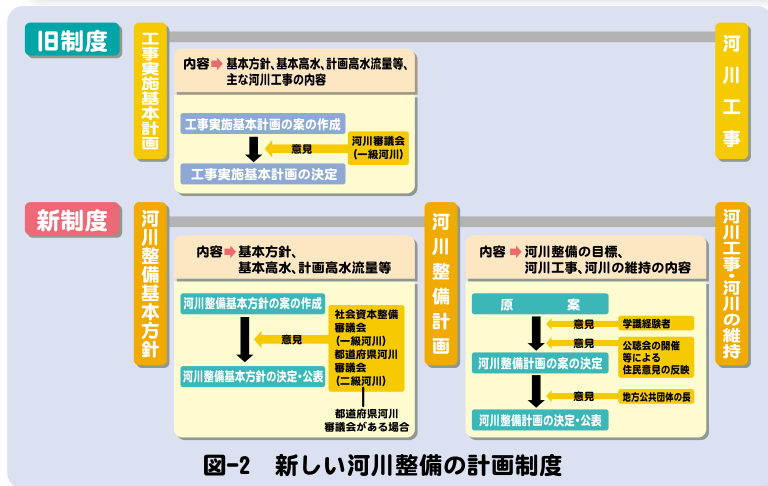 旧制度
工事実施基本計画
内容➡基本方針、基本高水、計画高水流量等、
主な河川工事の内容
工事実施基本計画の案の作成
意見
河川審議会
(一級河川)
工事実施基本計画の決定
河川工事
新制度
河川整備基本方針
内容➡基本方針、
基本高水、計画高水流量等
河川整備基本方針の案の作成
意見
社会資本整備
審議会
(一級河川)
都道府県河川
審議会
(二級河川)
河川整備基本方針の決定・公表
都道府県河川
審議会がある場合
河川整備計画
内容➡河川整備の目標、
河川工事、河川の維持の内容
原案
意見
学識経験者
意見
公聴会の開催
等による
住民意見の反映
河川整備計画の案の決定
意見
地方公共団体の長
河川整備計画の決定・公表
河川工事・河川の維持
図-2 新しい河川整備の計画制度